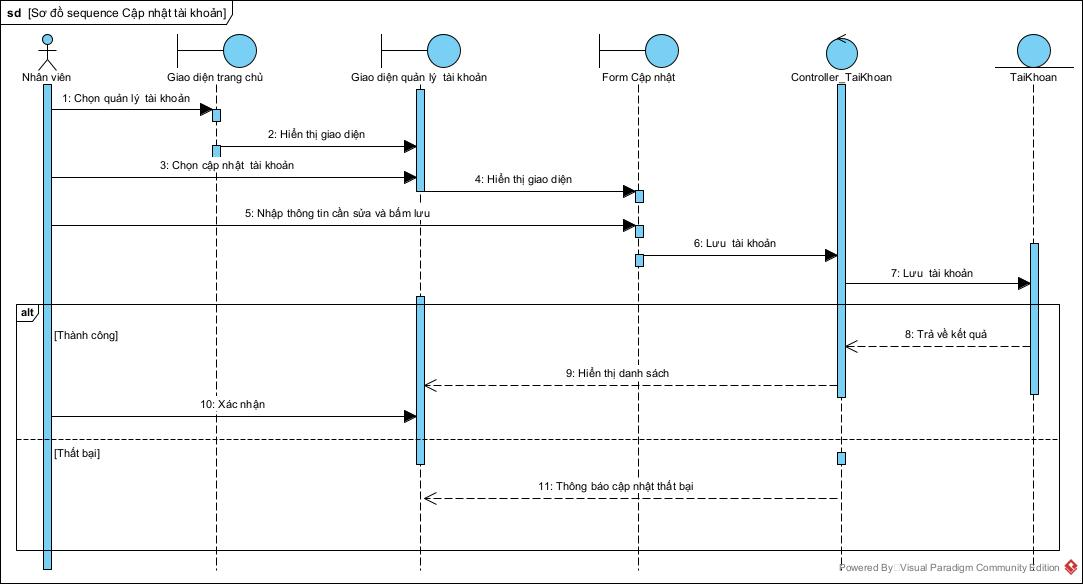 sd [Sơ đồ sequence Cập nhật tài khoản]
Nhân viên
Giao diện trang chủ
Giao diện quản lý tài khoản
Form Cập nhật
Controller_TaiKhoan
TaiKhoan
1: Chọn quản lý tài khoản
2: Hiển thị giao diện
3: Chọn cập nhật tài khoản
4: Hiển thị giao diện
5: Nhập thông tin cần sửa và bấm lưu
6: Lưu tài khoản
7: Lưu tài khoản
alt
[Thành công]
8: Trả về kết quả
9: Hiển thị danh sách
10: Xác nhận
[Thất bại]
11: Thông báo cập nhật thất bại
Powered By Visual Paradigm Community Edition